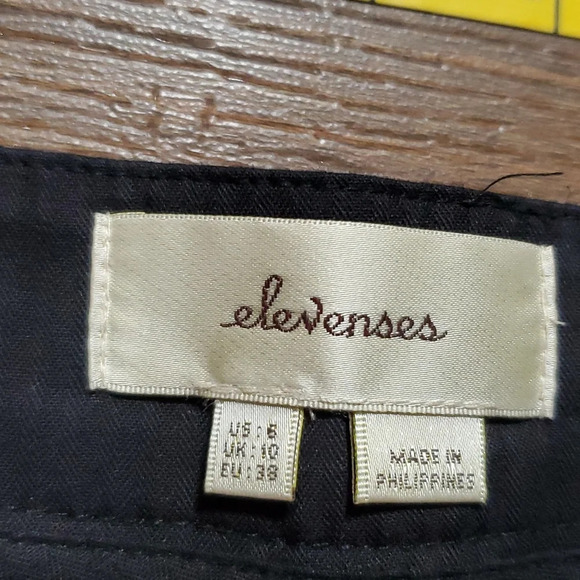 elevenses
US : 6
UK : 10
EU : 38
MADE IN
PHILIPPINES